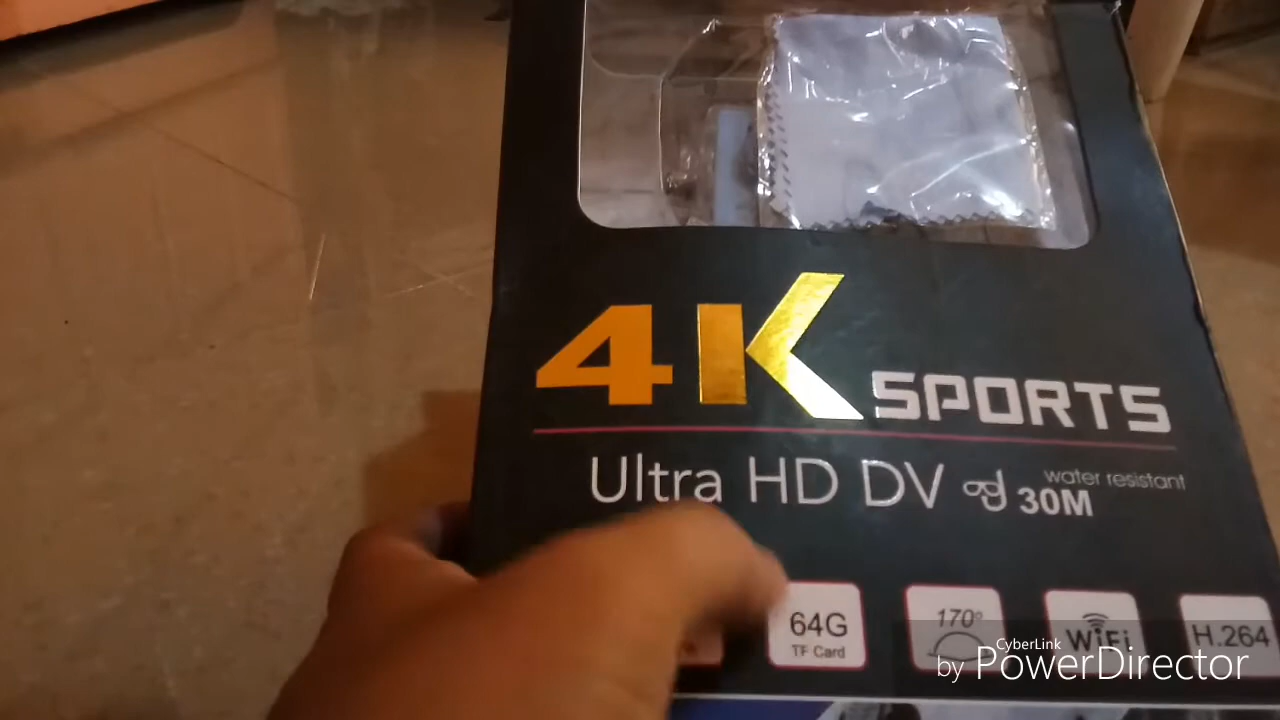 4K SPORTS
Ultra HD DV water resistant
30M
64G
TF Card
170°
WiFi
H.264
CyberLink
by PowerDirector